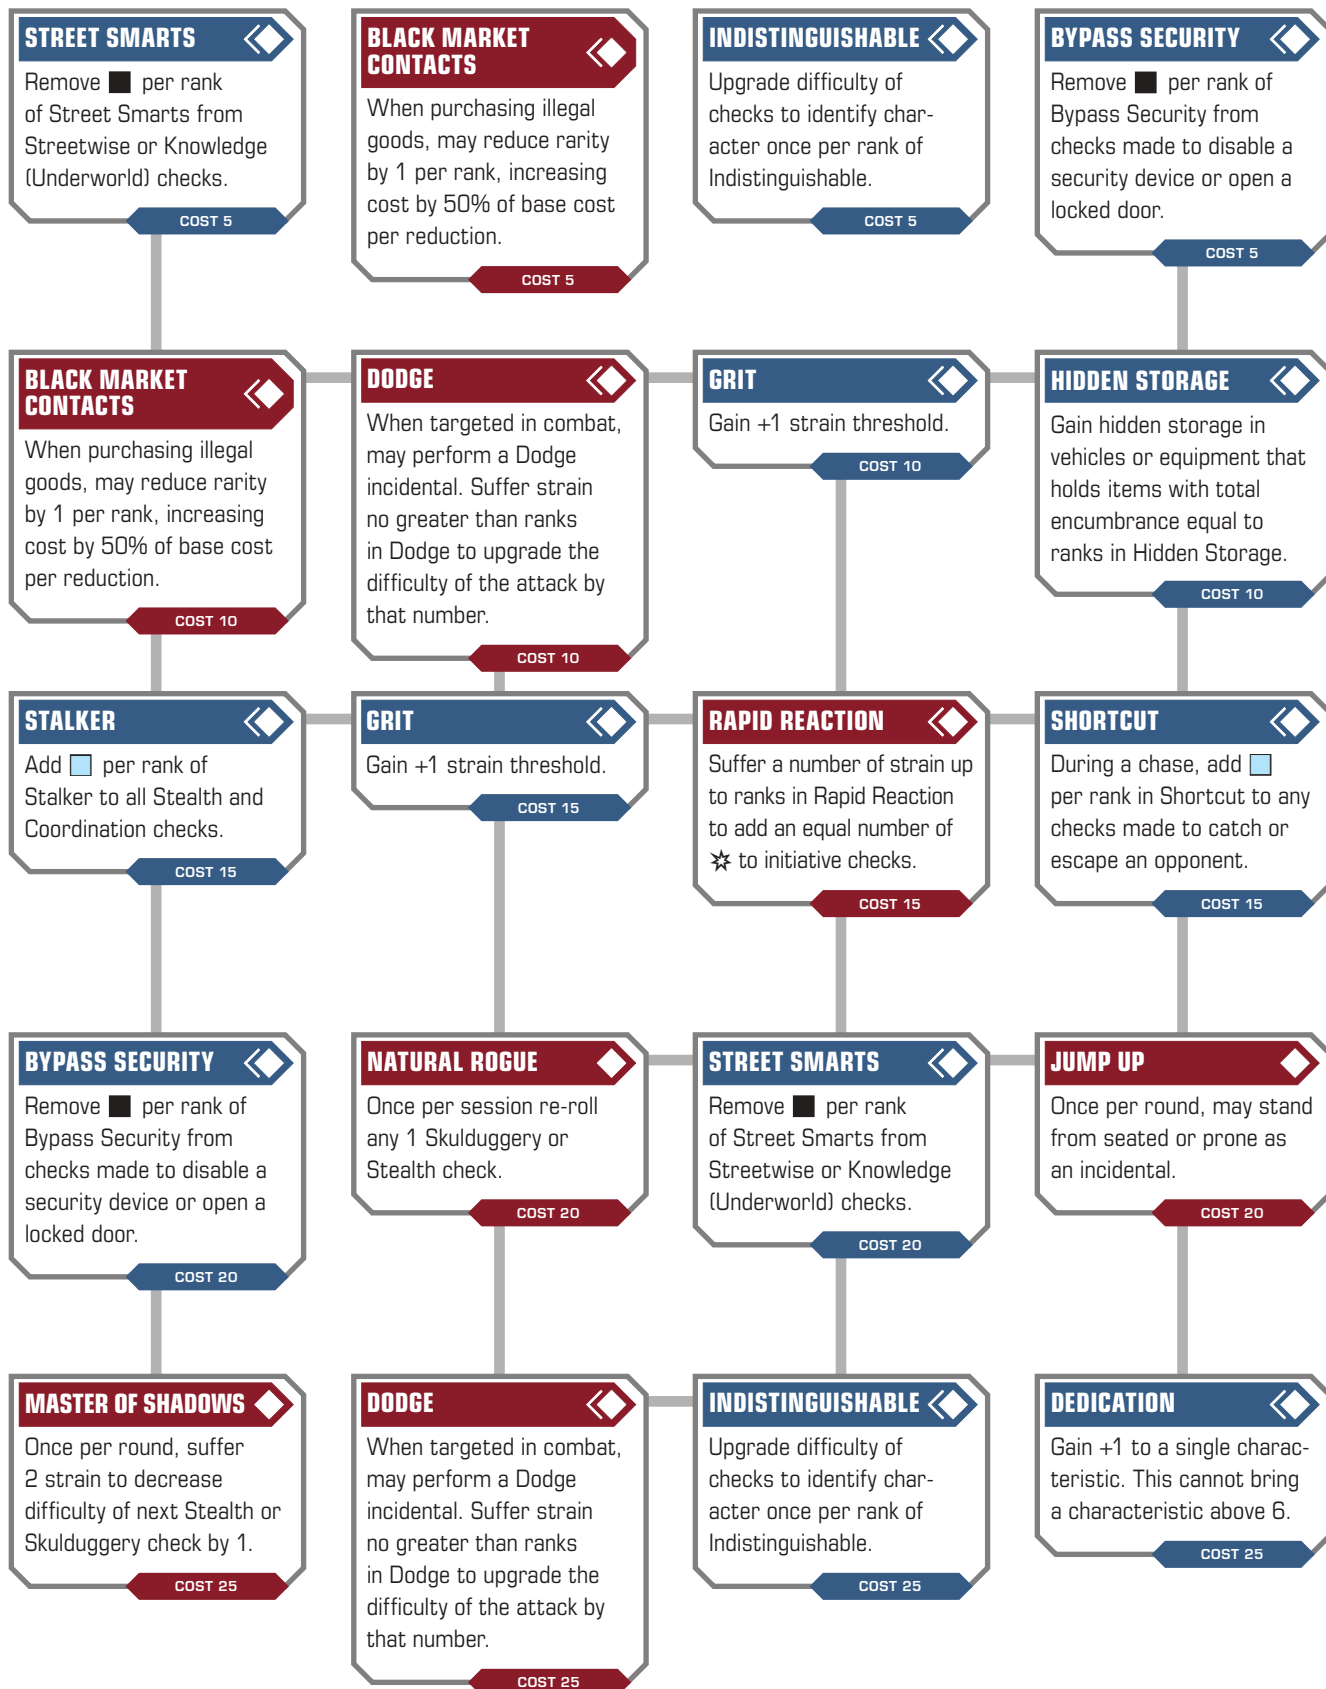 STREET SMARTS
Remove per rank
of Street Smarts from
Streetwise or Knowledge
(Underworld) checks.
COST 5
BLACK MARKET
CONTACTS
When purchasing illegal
goods, may reduce rarity
by 1 per rank, increasing
cost by 50% of base cost
per reduction.
COST 5
INDISTINGUISHABLE
Upgrade difficulty of
checks to identify char-
acter once per rank of
Indistinguishable.
COST 5
BYPASS SECURITY
Remove per rank of
Bypass Security from
checks made to disable a
security device or open a
locked door.
COST 5
BLACK MARKET
CONTACTS
When purchasing illegal
goods, may reduce rarity
by 1 per rank, increasing
cost by 50% of base cost
per reduction.
COST 10
DODGE
When targeted in combat,
may perform a Dodge
incidental. Suffer strain
no greater than ranks
in Dodge to upgrade the
difficulty of the attack by
that number.
COST 10
GRIT
Gain +1 strain threshold.
COST 10
HIDDEN STORAGE
Gain hidden storage in
vehicles or equipment that
holds items with total
encumbrance equal to
ranks in Hidden Storage.
COST 10
STALKER
Add per rank of
Stalker to all Stealth and
Coordination checks.
COST 15
GRIT
Gain +1 strain threshold.
COST 15
RAPID REACTION
Suffer a number of strain up
to ranks in Rapid Reaction
to add an equal number of
to initiative checks.
COST 15
SHORTCUT
During a chase, add
per rank in Shortcut to any
checks made to catch or
escape an opponent.
COST 15
BYPASS SECURITY
Remove per rank of
Bypass Security from
checks made to disable a
security device or open a
locked door.
COST 20
NATURAL ROGUE
Once per session re-roll
any 1 Skulduggery or
Stealth check.
COST 20
STREET SMARTS
Remove per rank
of Street Smarts from
Streetwise or Knowledge
(Underworld) checks.
COST 20
JUMP UP
Once per round, may stand
from seated or prone as
an incidental.
COST 20
MASTER OF SHADOWS
Once per round, suffer
2 strain to decrease
difficulty of next Stealth or
Skulduggery check by 1.
COST 25
DODGE
When targeted in combat,
may perform a Dodge
incidental. Suffer strain
no greater than ranks
in Dodge to upgrade the
difficulty of the attack by
that number.
COST 25
INDISTINGUISHABLE
Upgrade difficulty of
checks to identify char-
acter once per rank of
Indistinguishable.
COST 25
DEDICATION
Gain +1 to a single charac-
teristic. This cannot bring
a characteristic above 6.
COST 25